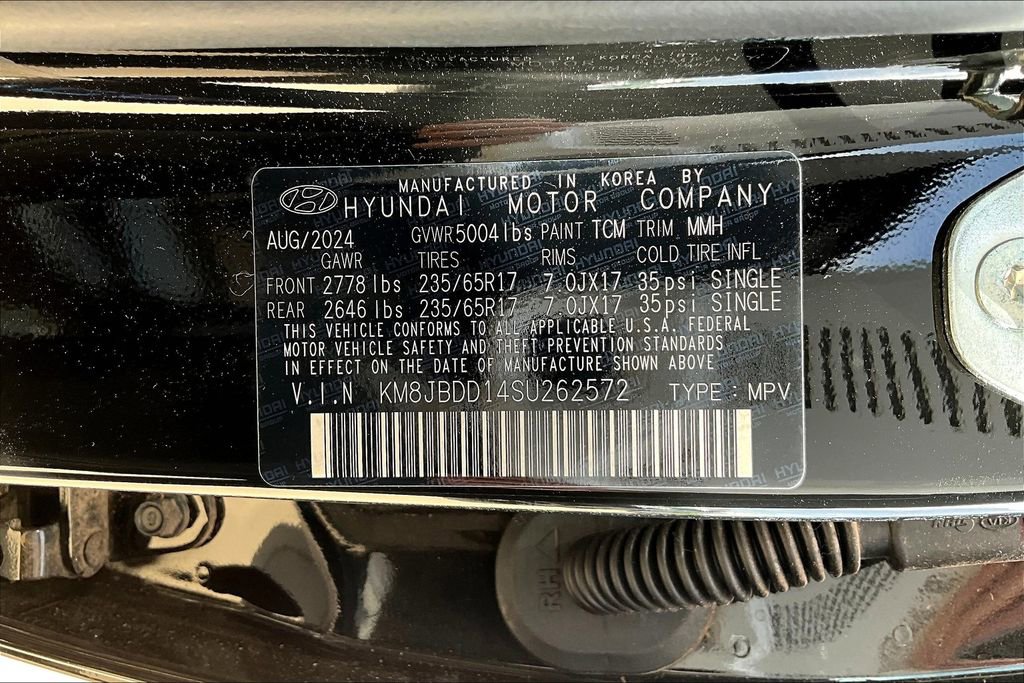 MANUFACTURED IN KOREA BY
HYUNDAI MOTOR COMPANY
AUG/2024 GVWR 5004 lbs PAINT TCM TRIM MMH
GAWR TIRES RIMS COLD TIRE INFL
FRONT 2778 lbs 235/65R17 7.0JX17 35psi SINGLE
REAR 2646 lbs 235/65R17 7.0JX17 35psi SINGLE
THIS VEHICLE CONFORMS TO ALL APPLICABLE U.S.A. FEDERAL
MOTOR VEHICLE SAFETY AND THEFT PREVENTION STANDARDS
IN EFFECT ON THE DATE OF MANUFACTURE SHOWN ABOVE
V.I.N KM8JBDD14SU262572 TYPE : MPV
RH